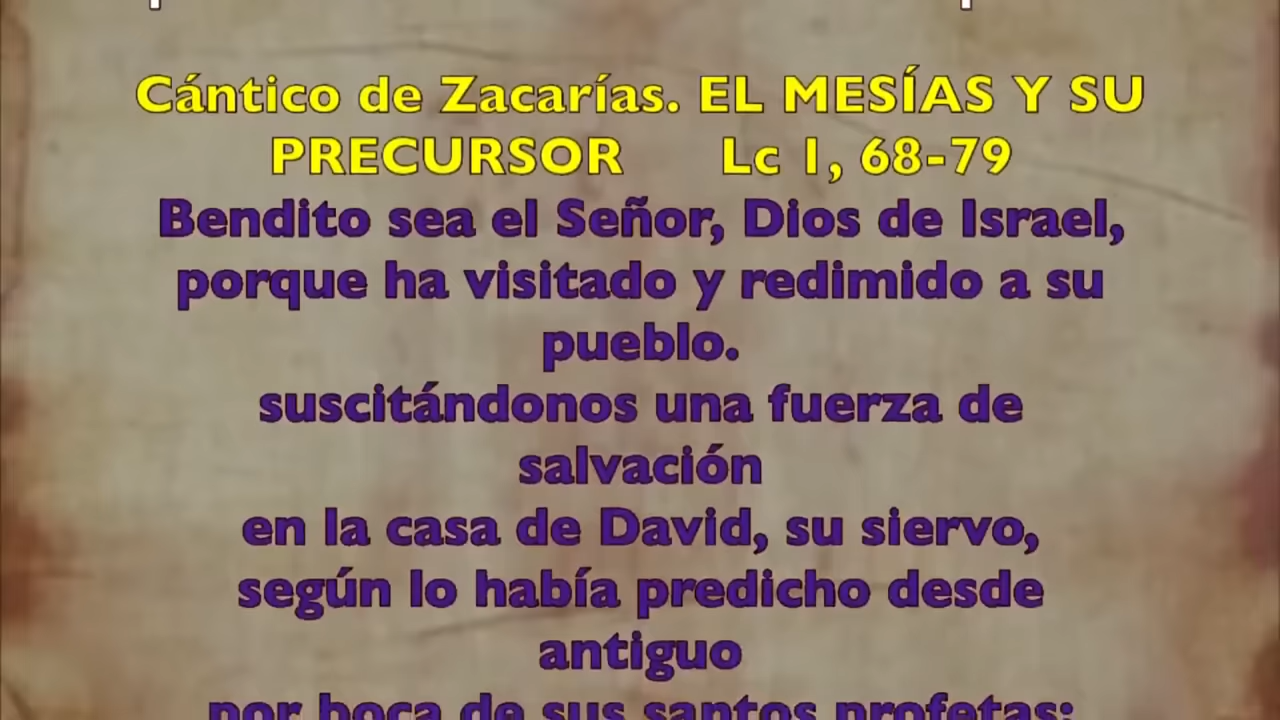 Cántico de Zacarías. EL MESÍAS Y SU
PRECURSOR Lc 1, 68-79
Bendito sea el Señor, Dios de Israel,
porque ha visitado y redimido a su
pueblo.
suscitándonos una fuerza de
salvación
en la casa de David, su siervo,
según lo había predicho desde
antiguo
por boca de sus santos profetas: